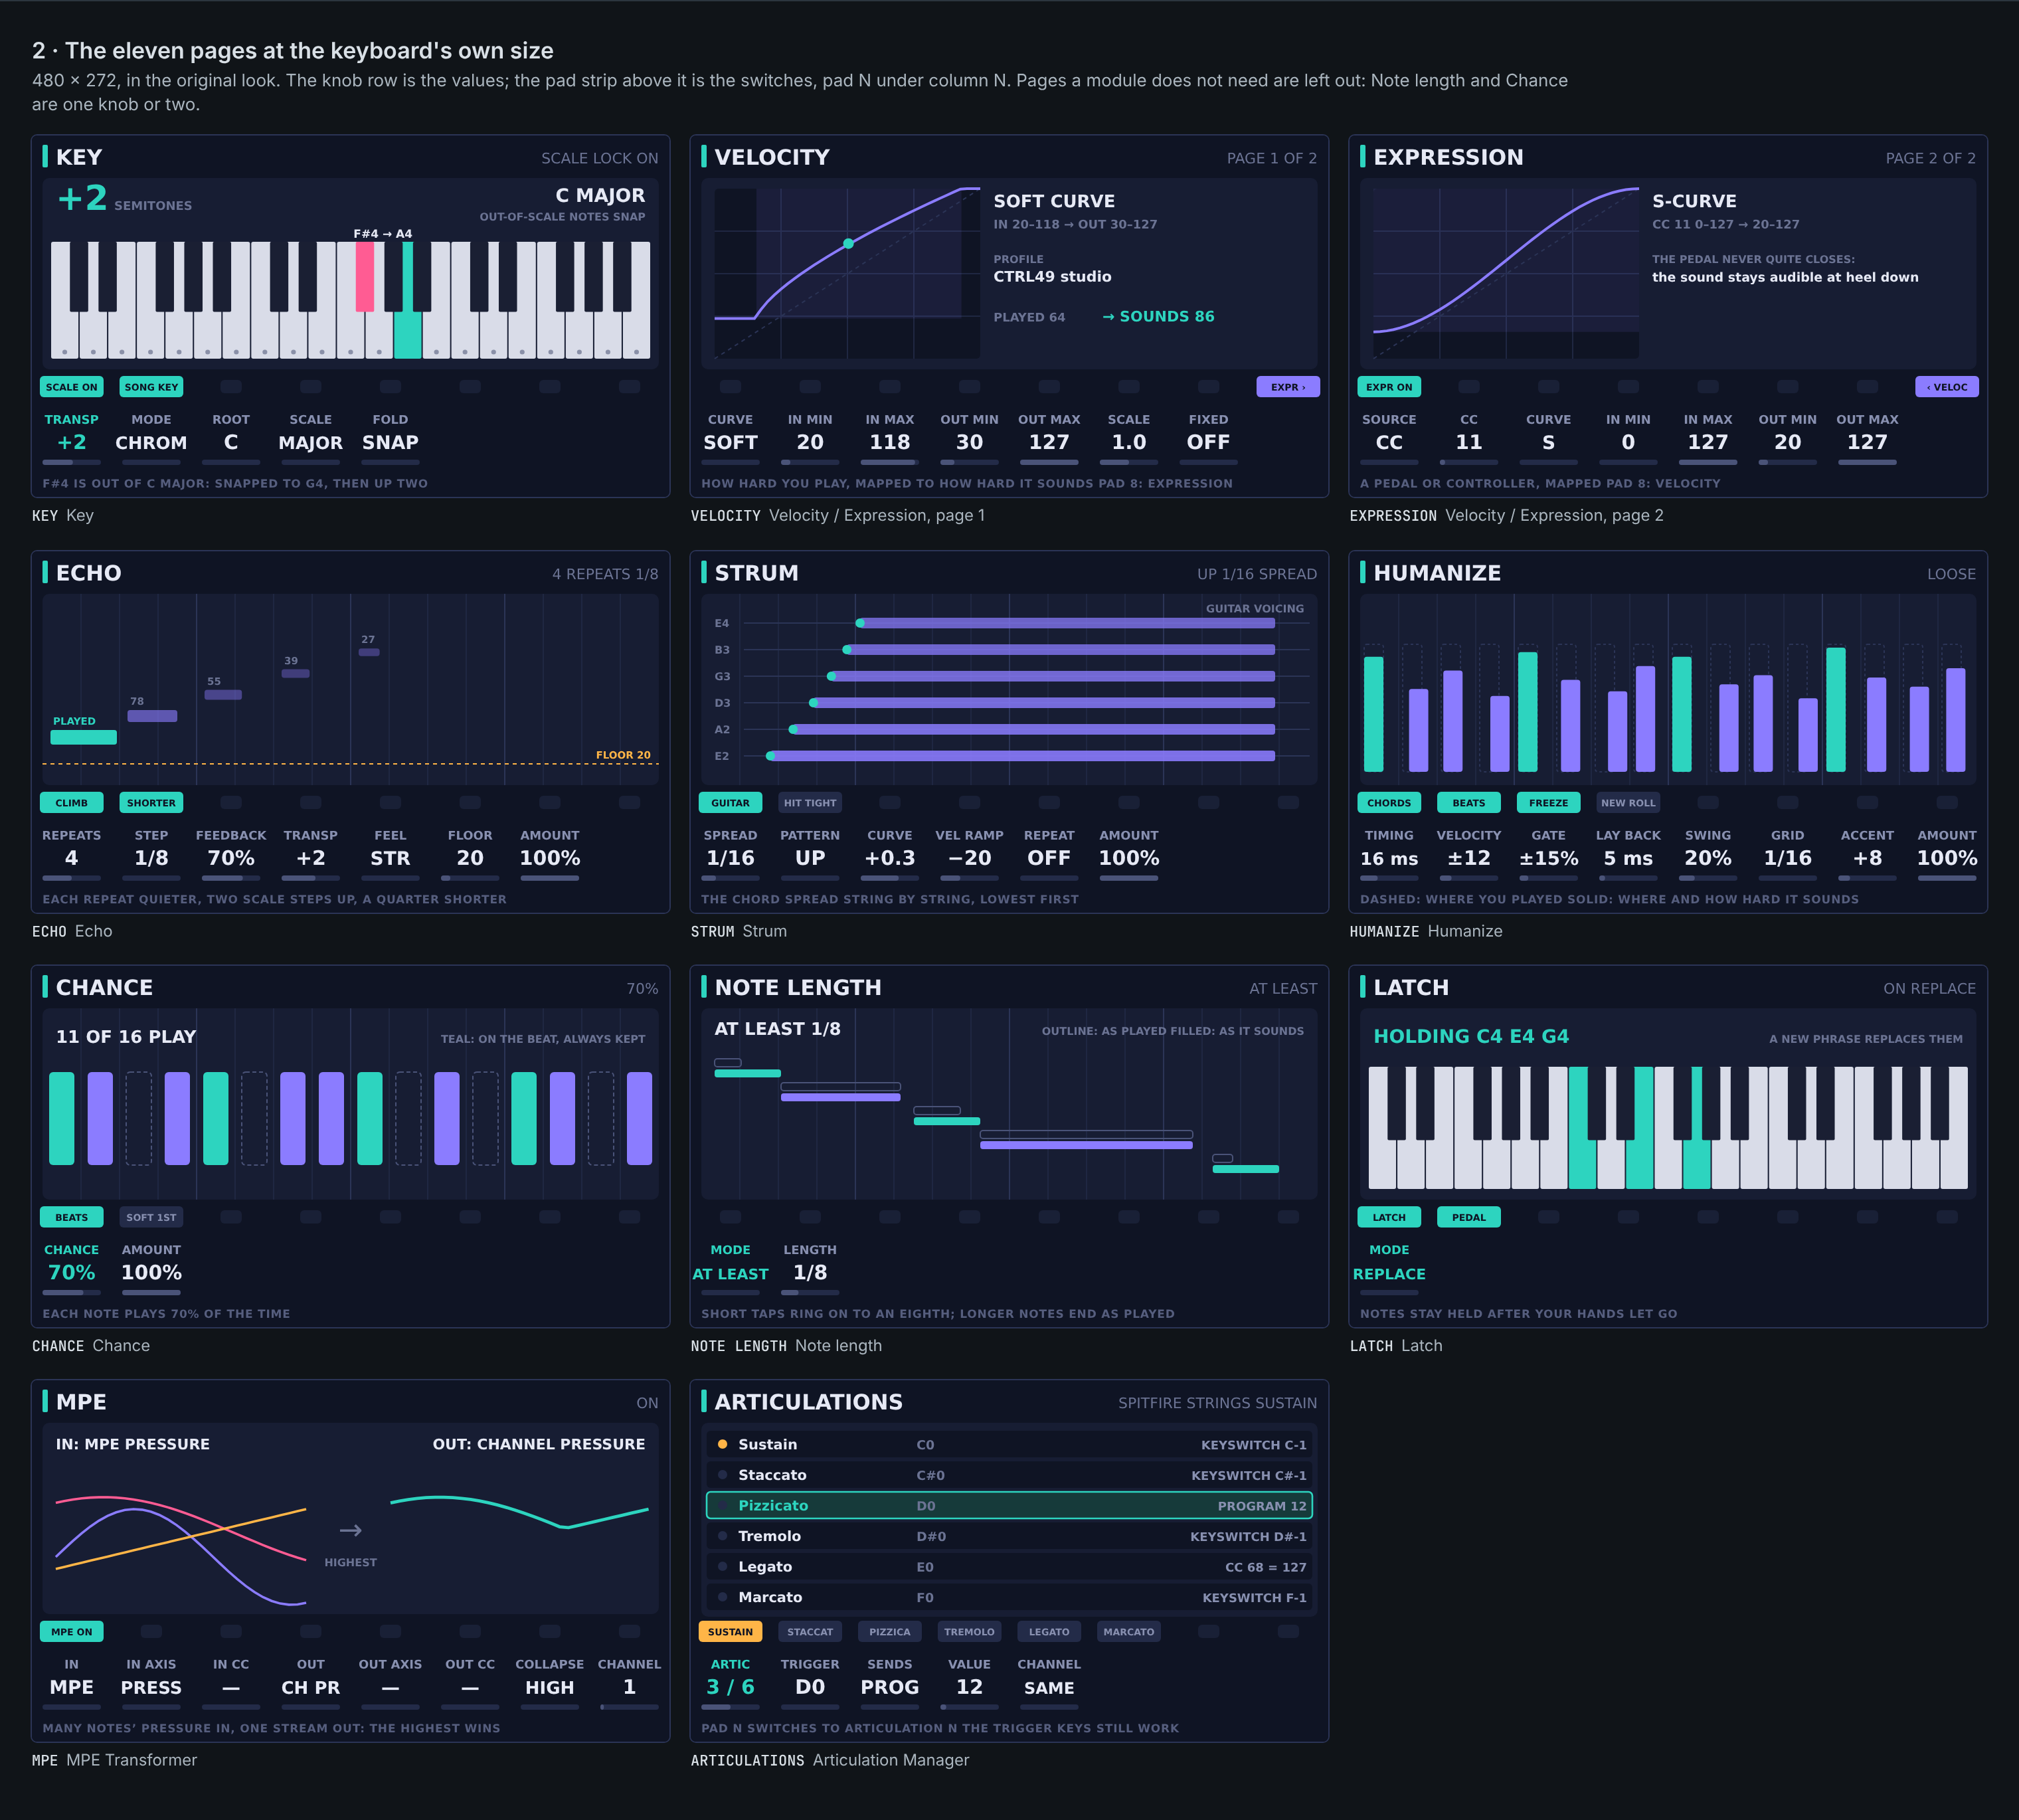 2 · The eleven pages at the keyboard's own size
480 × 272, in the original look. The knob row is the values; the pad strip above it is the switches, pad N under column N. Pages a module does not need are left out: Note length and Chance
are one knob or two.
KEY
SCALE LOCK ON
+2 SEMITONES
C MAJOR
OUT-OF-SCALE NOTES SNAP
F#4 → A4
SCALE ON SONG KEY
TRANSP MODE ROOT SCALE FOLD
+2 CHROM C MAJOR SNAP
F#4 IS OUT OF C MAJOR: SNAPPED TO G4, THEN UP TWO
KEY Key
VELOCITY
PAGE 1 OF 2
SOFT CURVE
IN 20–118 → OUT 30–127
PROFILE
CTRL49 studio
PLAYED 64 → SOUNDS 86
EXPR ›
CURVE IN MIN IN MAX OUT MIN OUT MAX SCALE FIXED
SOFT 20 118 30 127 1.0 OFF
HOW HARD YOU PLAY, MAPPED TO HOW HARD IT SOUNDS PAD 8: EXPRESSION
VELOCITY Velocity / Expression, page 1
EXPRESSION
PAGE 2 OF 2
S-CURVE
CC 11 0–127 → 20–127
THE PEDAL NEVER QUITE CLOSES:
the sound stays audible at heel down
EXPR ON ‹ VELOC
SOURCE CC CURVE IN MIN IN MAX OUT MIN OUT MAX
CC 11 S 0 127 20 127
A PEDAL OR CONTROLLER, MAPPED PAD 8: VELOCITY
EXPRESSION Velocity / Expression, page 2
ECHO
4 REPEATS 1/8
27
39
55
78
PLAYED
FLOOR 20
CLIMB SHORTER
REPEATS STEP FEEDBACK TRANSP FEEL FLOOR AMOUNT
4 1/8 70% +2 STR 20 100%
EACH REPEAT QUIETER, TWO SCALE STEPS UP, A QUARTER SHORTER
ECHO Echo
STRUM
UP 1/16 SPREAD
GUITAR VOICING
E4
B3
G3
D3
A2
E2
GUITAR HIT TIGHT
SPREAD PATTERN CURVE VEL RAMP REPEAT AMOUNT
1/16 UP +0.3 −20 OFF 100%
THE CHORD SPREAD STRING BY STRING, LOWEST FIRST
STRUM Strum
HUMANIZE
LOOSE
CHORDS BEATS FREEZE NEW ROLL
TIMING VELOCITY GATE LAY BACK SWING GRID ACCENT AMOUNT
16 ms ±12 ±15% 5 ms 20% 1/16 +8 100%
DASHED: WHERE YOU PLAYED SOLID: WHERE AND HOW HARD IT SOUNDS
HUMANIZE Humanize
CHANCE
70%
11 OF 16 PLAY
TEAL: ON THE BEAT, ALWAYS KEPT
BEATS SOFT 1ST
CHANCE AMOUNT
70% 100%
EACH NOTE PLAYS 70% OF THE TIME
CHANCE Chance
NOTE LENGTH
AT LEAST
AT LEAST 1/8
OUTLINE: AS PLAYED FILLED: AS IT SOUNDS
MODE LENGTH
AT LEAST 1/8
SHORT TAPS RING ON TO AN EIGHTH; LONGER NOTES END AS PLAYED
NOTE LENGTH Note length
LATCH
ON REPLACE
HOLDING C4 E4 G4
A NEW PHRASE REPLACES THEM
LATCH PEDAL
MODE
REPLACE
NOTES STAY HELD AFTER YOUR HANDS LET GO
LATCH Latch
MPE
ON
IN: MPE PRESSURE
OUT: CHANNEL PRESSURE
→
HIGHEST
MPE ON
IN IN AXIS IN CC OUT OUT AXIS OUT CC COLLAPSE CHANNEL
MPE PRESS — CH PR — — HIGH 1
MANY NOTES’ PRESSURE IN, ONE STREAM OUT: THE HIGHEST WINS
MPE MPE Transformer
ARTICULATIONS
SPITFIRE STRINGS SUSTAIN
Sustain C0 KEYSWITCH C-1
Staccato C#0 KEYSWITCH C#-1
Pizzicato D0 PROGRAM 12
Tremolo D#0 KEYSWITCH D#-1
Legato E0 CC 68 = 127
Marcato F0 KEYSWITCH F-1
SUSTAIN STACCAT PIZZICA TREMOLO LEGATO MARCATO
ARTIC TRIGGER SENDS VALUE CHANNEL
3 / 6 D0 PROG 12 SAME
PAD N SWITCHES TO ARTICULATION N THE TRIGGER KEYS STILL WORK
ARTICULATIONS Articulation Manager